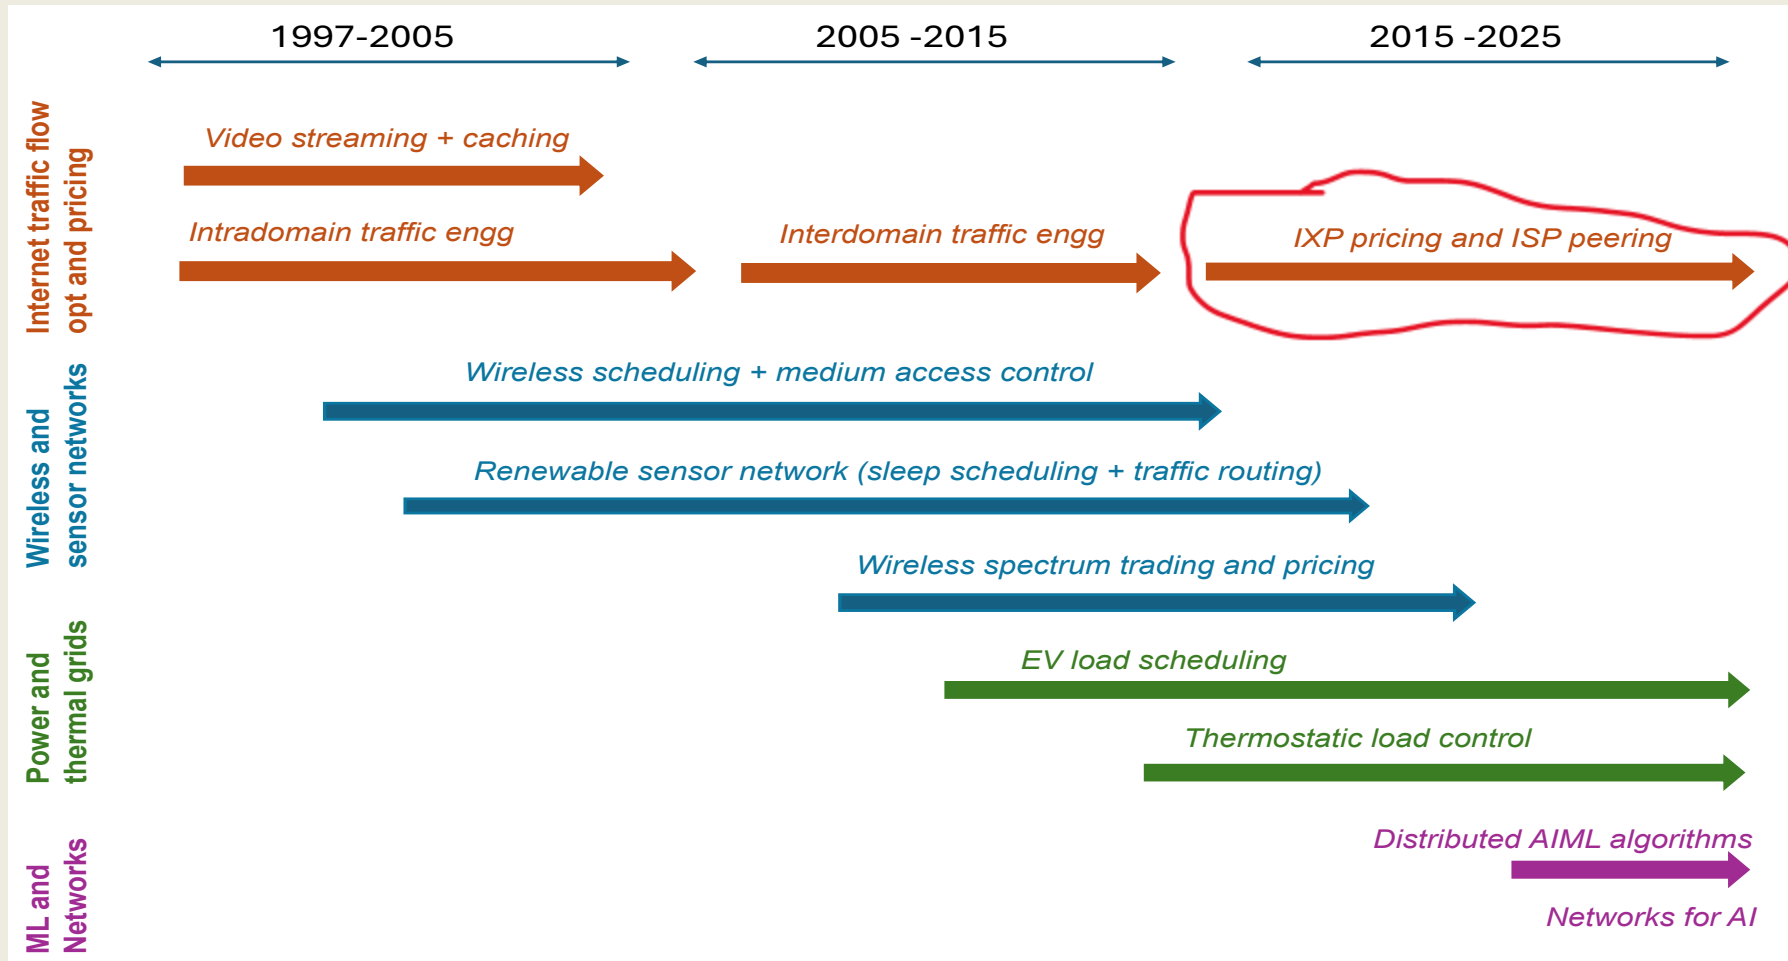 1997-2005
2005 -2015
2015 -2025
Internet traffic flow
opt and pricing
Video streaming + caching
Intradomain traffic engg
Interdomain traffic engg
IXP pricing and ISP peering
Wireless and
sensor networks
Wireless scheduling + medium access control
Renewable sensor network (sleep scheduling + traffic routing)
Wireless spectrum trading and pricing
Power and
thermal grids
EV load scheduling
Thermostatic load control
ML and
Networks
Distributed AIML algorithms
Networks for AI